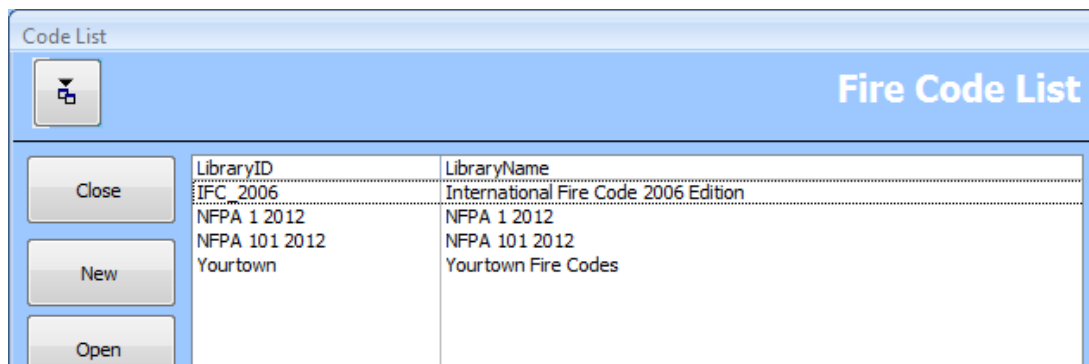 Code List
Fire Code List
LibraryID LibraryName
Close
IFC_2006 International Fire Code 2006 Edition
NFPA 1 2012 NFPA 1 2012
NFPA 101 2012 NFPA 101 2012
New
Yourtown Yourtown Fire Codes
Open